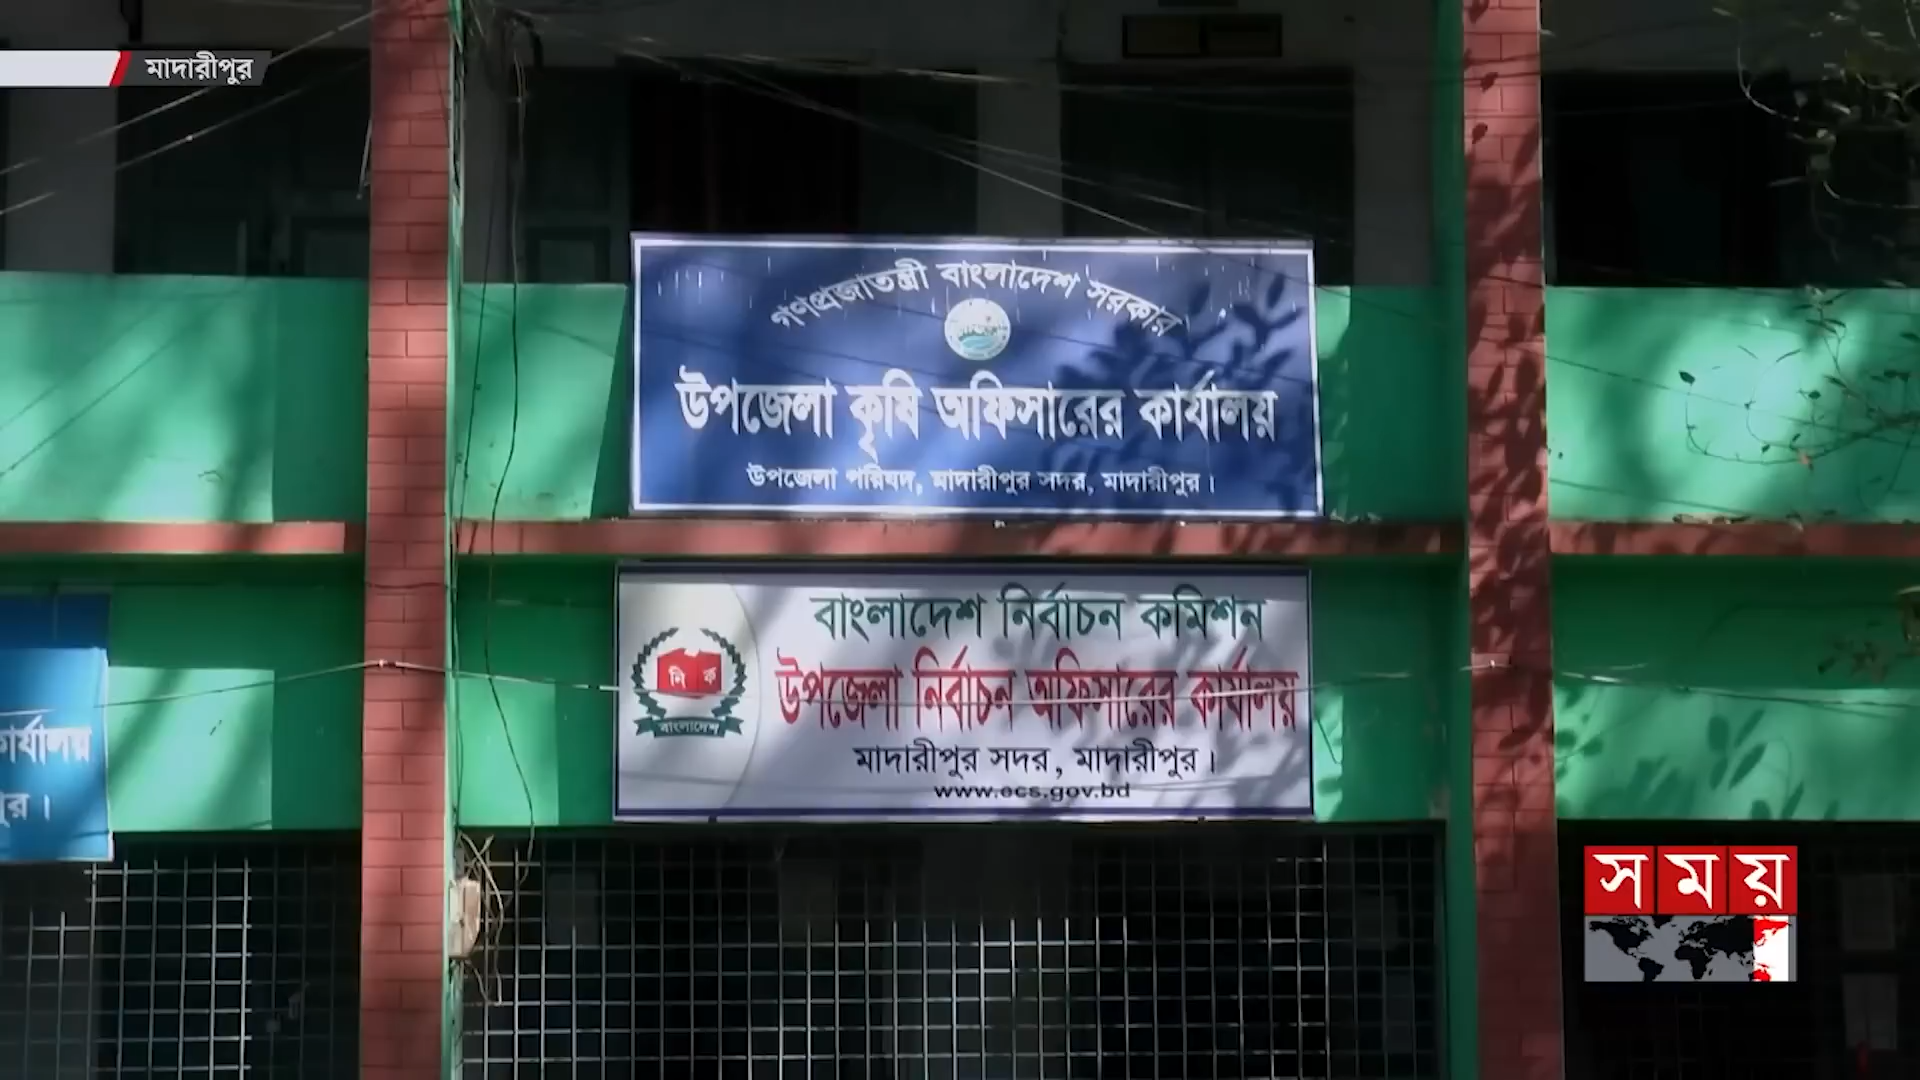 মাদারীপুর
গণপ্রজাতন্ত্রী বাংলাদেশ সরকার
উপজেলা কৃষি অফিসারের কার্যালয়
উপজেলা পরিষদ, মাদারীপুর সদর, মাদারীপুর।
বাংলাদেশ নির্বাচন কমিশন
নি ক
বাংলাদেশ
উপজেলা নির্বাচন অফিসারের কার্যালয়
মাদারীপুর সদর, মাদারীপুর।
www.ecs.gov.bd
কার্যালয়
পুর।
সময়